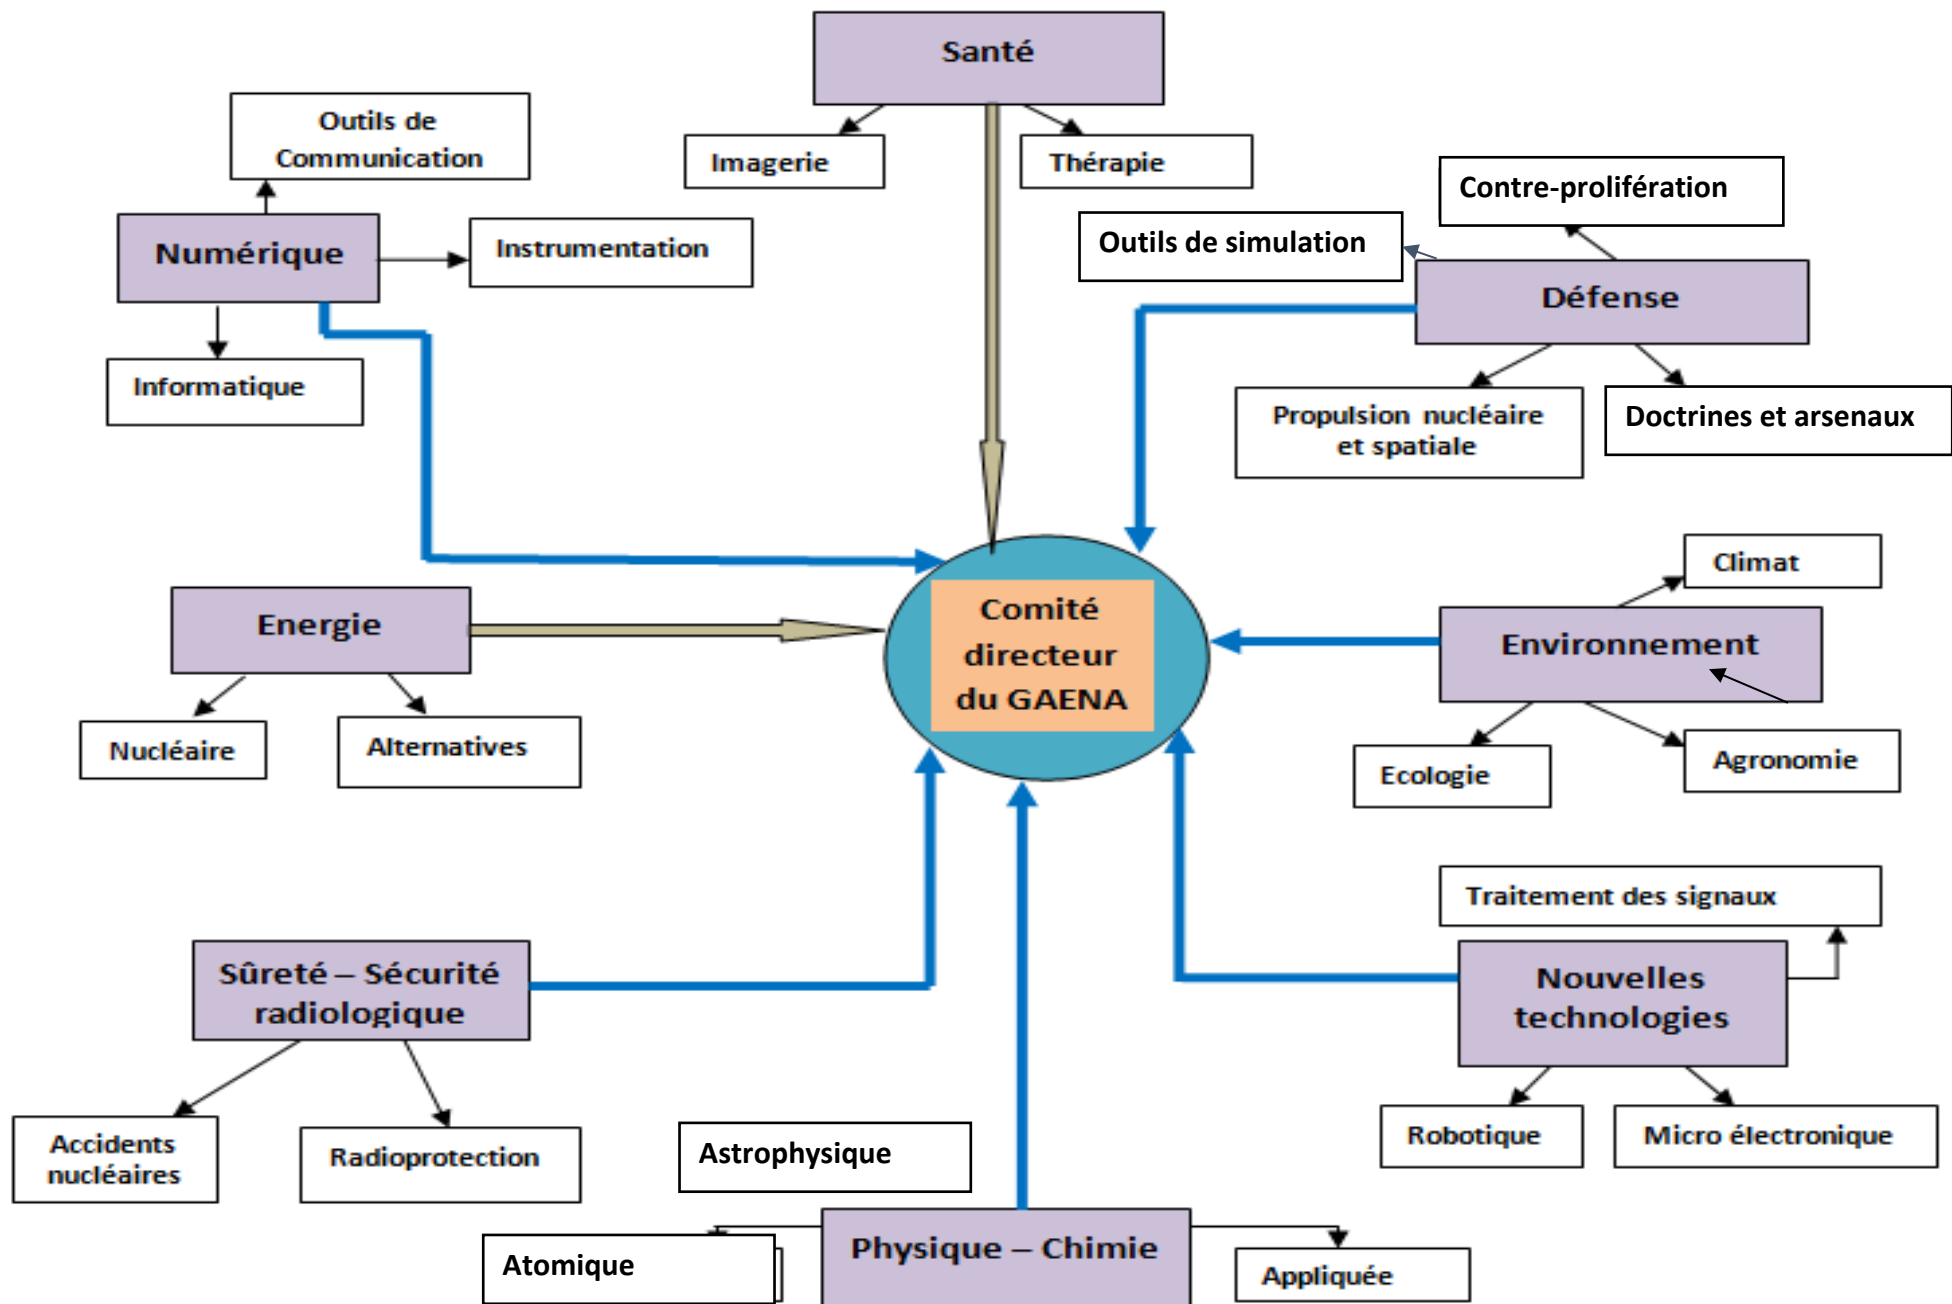 Santé
Outils de
Communication
Imagerie
Thérapie
Contre-prolifération
Numérique
Instrumentation
Outils de simulation
Défense
Informatique
Propulsion nucléaire
et spatiale
Doctrines et arsenaux
Climat
Energie
Comité
directeur
du GAENA
Environnement
Nucléaire
Alternatives
Ecologie
Agronomie
Traitement des signaux
Sûreté – Sécurité
radiologique
Nouvelles
technologies
Accidents
nucléaires
Radioprotection
Astrophysique
Robotique
Micro électronique
Atomique
Physique – Chimie
Appliquée